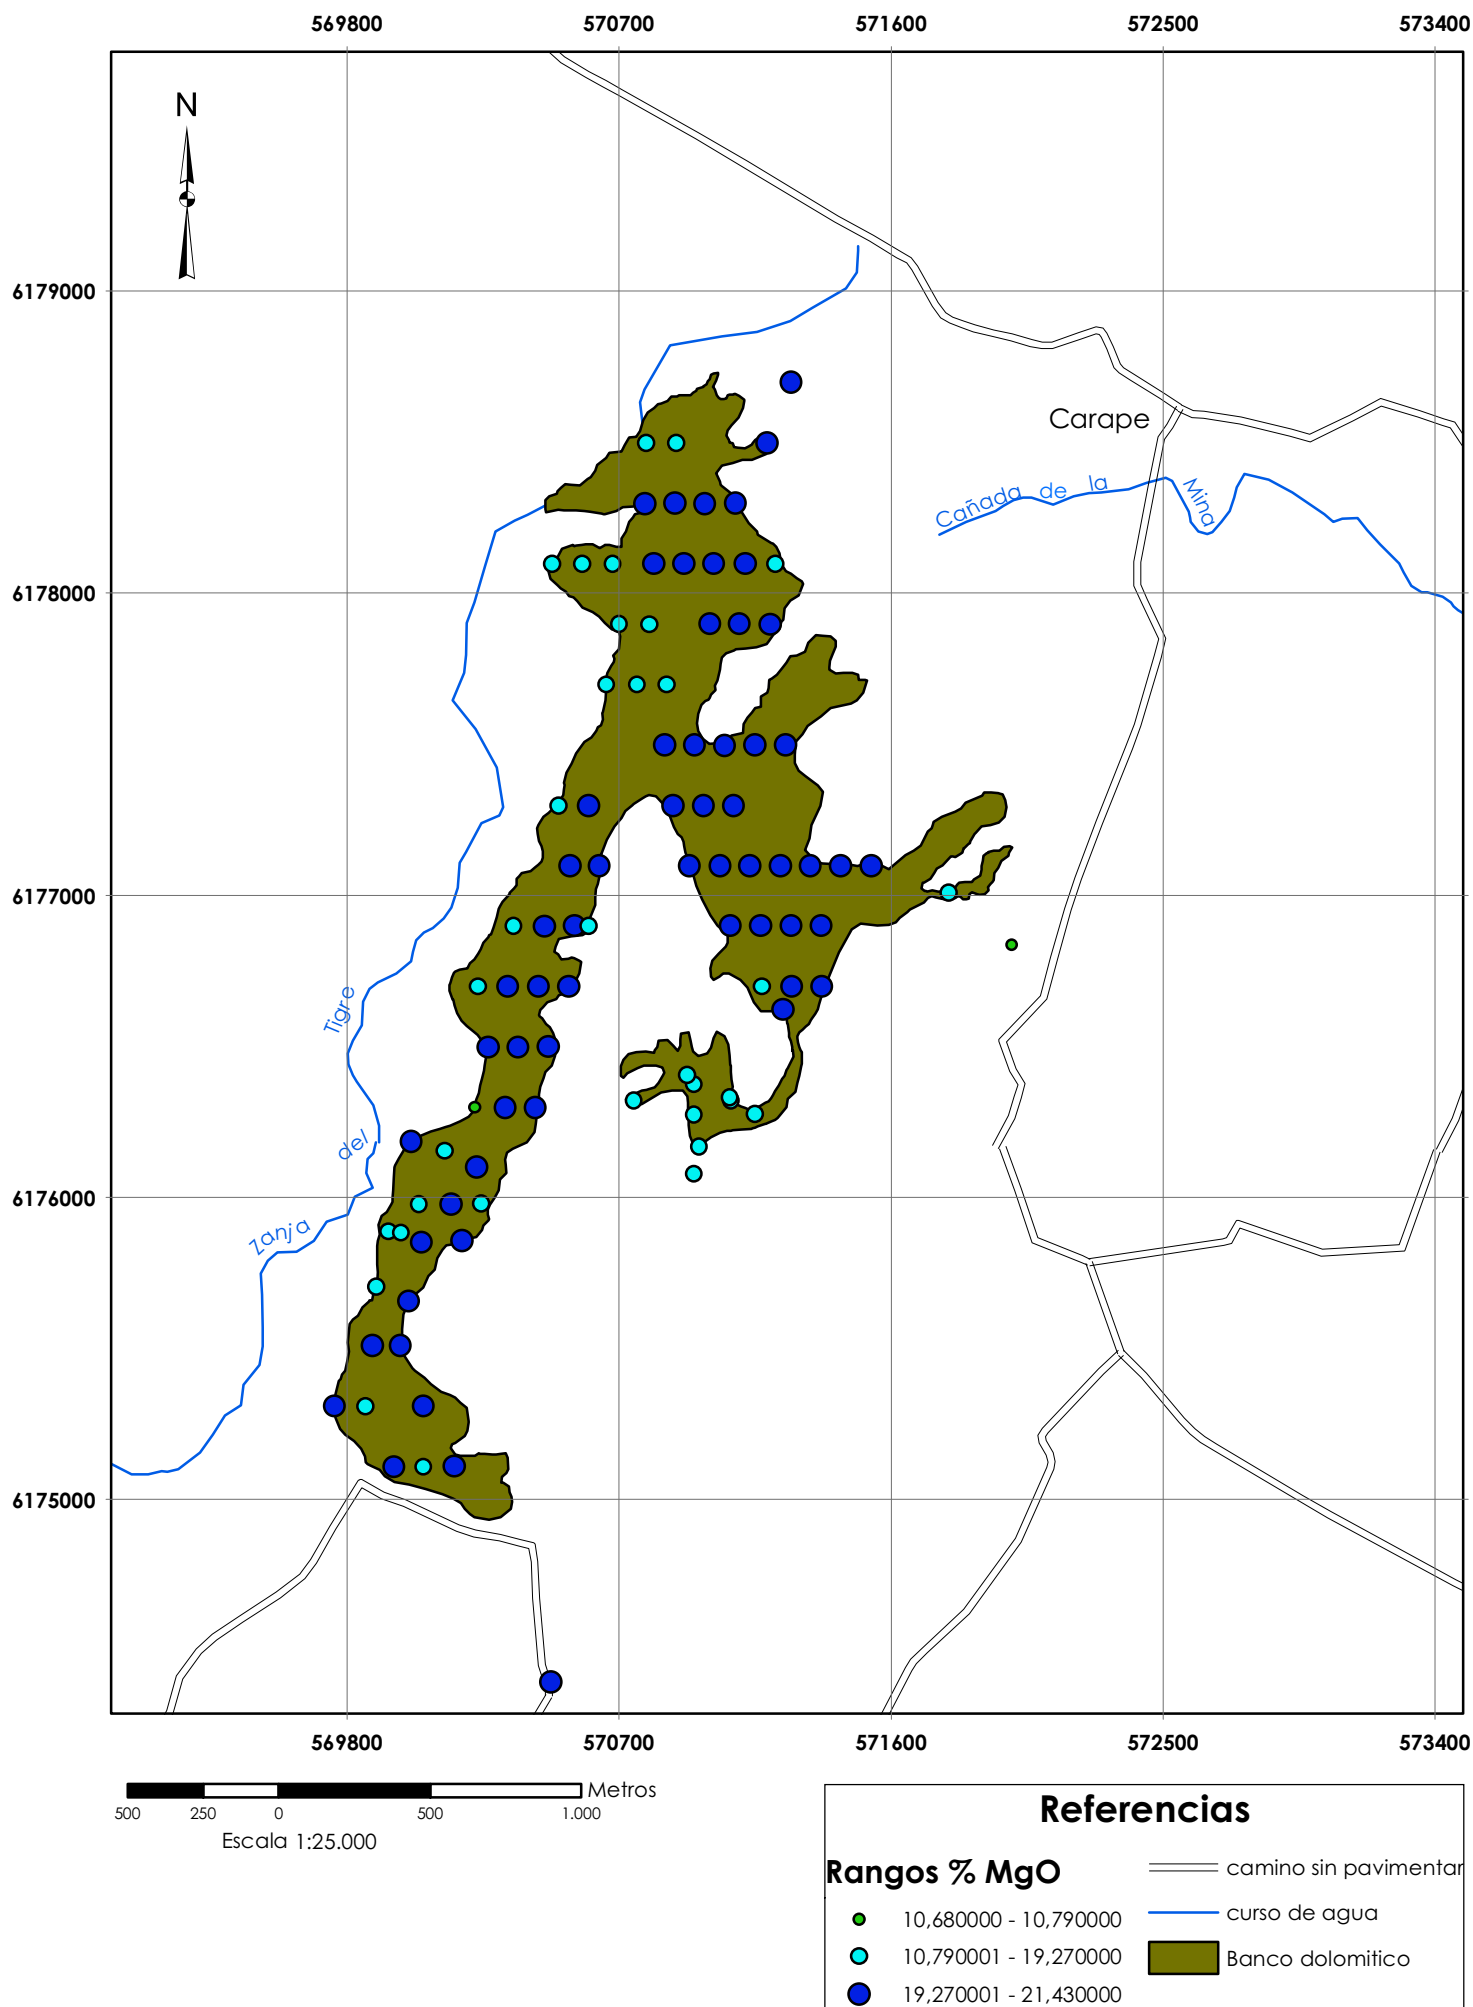 569800 570700 571600 572500 573400
N
6179000
Carape
Cañada de la Mina
6178000
6177000
Zanja del Tigre
6176000
6175000
569800 570700 571600 572500 573400
Metros
500 250 0 500 1.000
Escala 1:25.000
Referencias
Rangos % MgO
10,680000 - 10,790000
10,790001 - 19,270000
19,270001 - 21,430000
camino sin pavimentar
curso de agua
Banco dolomitico